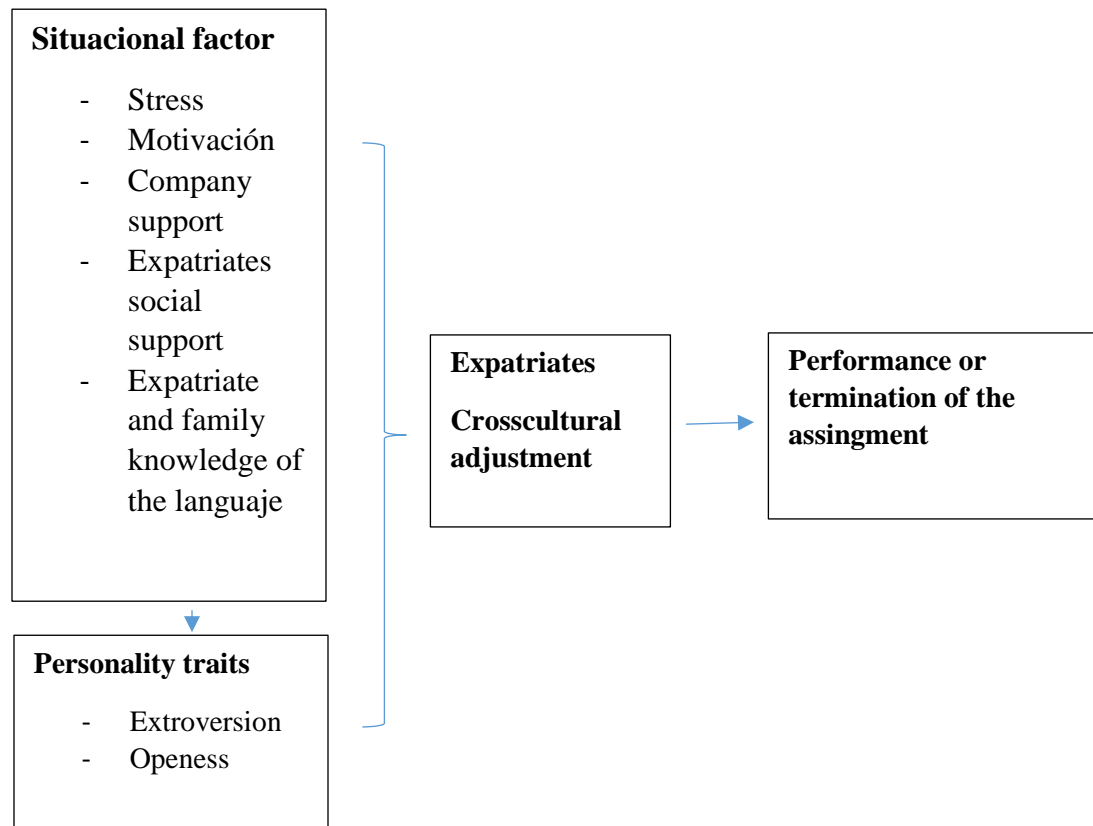 Situacional factor
- Stress
- Motivación
- Company
support
- Expatriates
social
support
- Expatriate
and family
knowledge of
the languaje
Personality traits
- Extroversion
- Openess
Expatriates
Crosscultural
adjustment
Performance or
termination of the
assingment